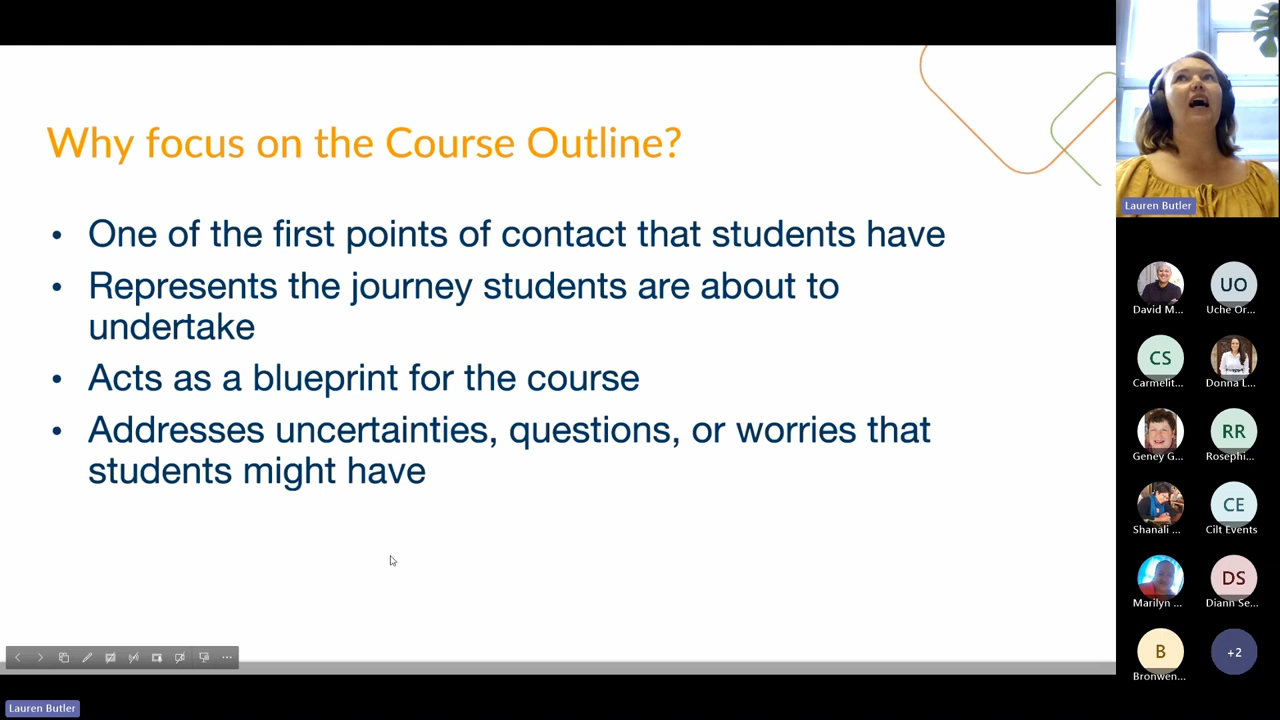 Why focus on the Course Outline?
• One of the first points of contact that students have
• Represents the journey students are about to
undertake
• Acts as a blueprint for the course
• Addresses uncertainties, questions, or worries that
students might have
Lauren Butler
Lauren Butler
UO
David M...
Uche Or...
CS
Carmelit...
Donna L...
RR
Geney G...
Rosephi...
CE
Shanali ...
Cilt Events
DS
Marilyn ...
Diann Se...
B
+2
Bronwen...